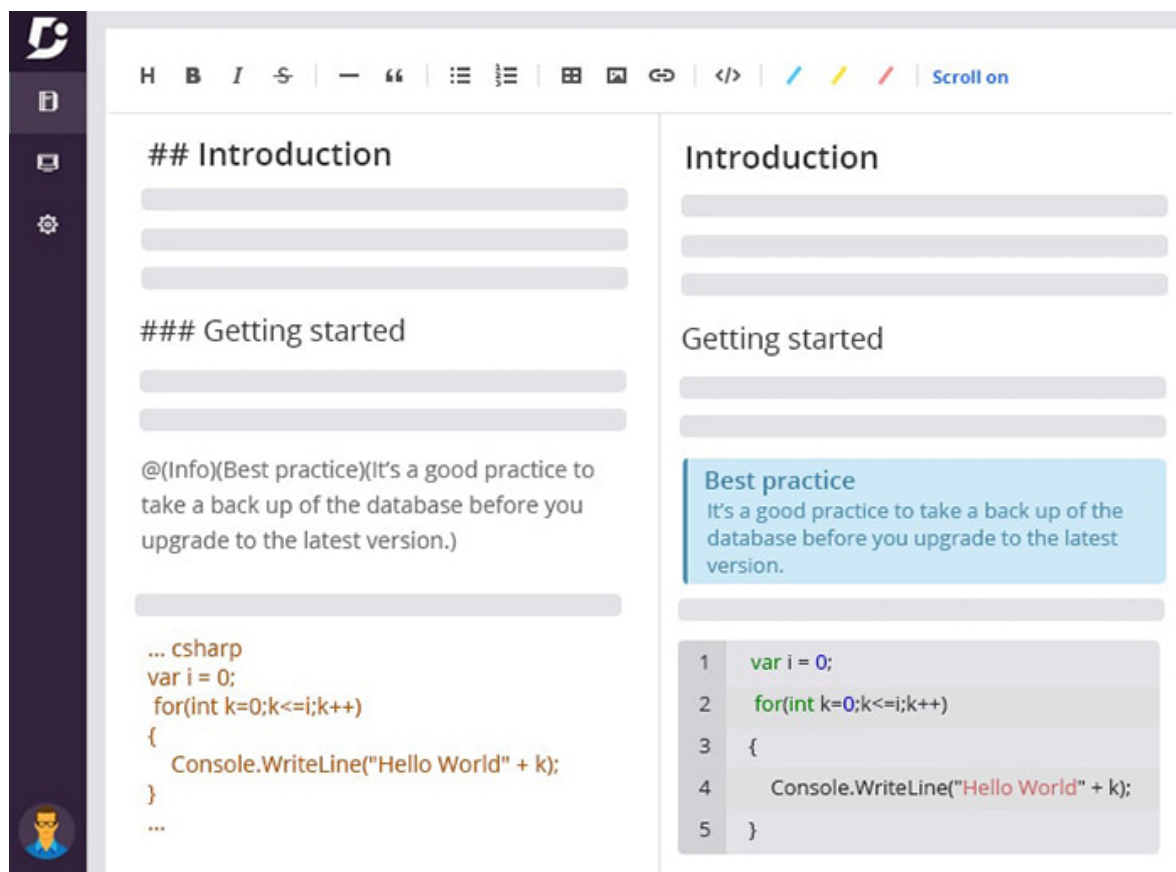 H B I S “ </> Scroll on
## Introduction
### Getting started
@(Info)(Best practice)(It’s a good practice to
take a back up of the database before you
upgrade to the latest version.)
... csharp
var i = 0;
for(int k=0;k<=i;k++)
{
Console.WriteLine("Hello World" + k);
}
...
Introduction
Getting started
Best practice
It’s a good practice to take a back up of the
database before you upgrade to the latest
version.
1 var i = 0;
2 for(int k=0;k<=i;k++)
3 {
4 Console.WriteLine("Hello World" + k);
5 }